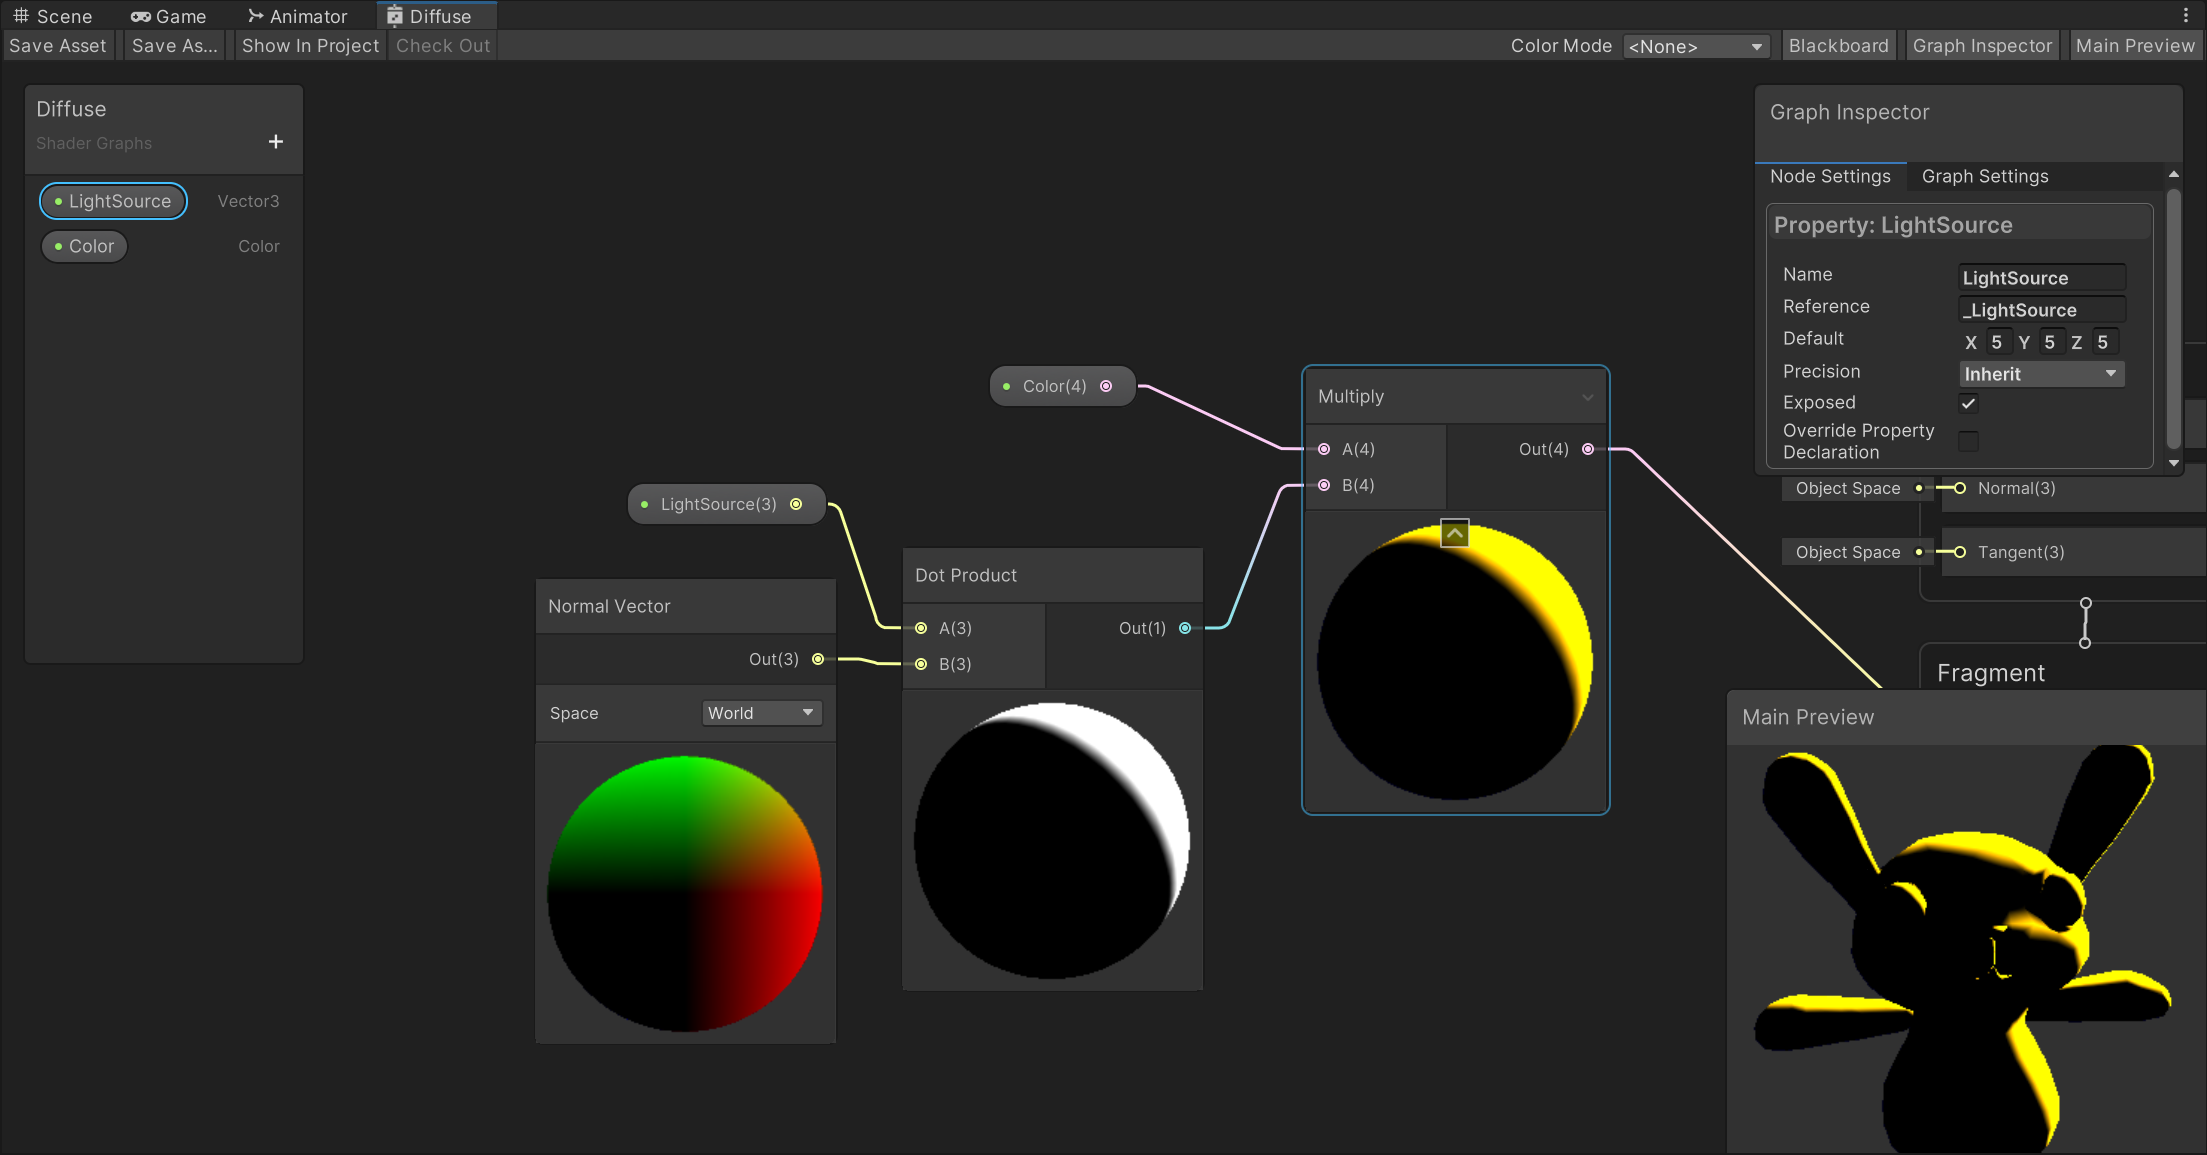 Scene Game Animator Diffuse
Save Asset Save As... Show In Project Check Out Color Mode <None> Blackboard Graph Inspector Main Preview
Diffuse
Shader Graphs
LightSource Vector3
Color Color
Graph Inspector
Node Settings Graph Settings
Property: LightSource
Name LightSource
Reference _LightSource
Default X 5 Y 5 Z 5
Precision Inherit
Exposed
Override Property
Declaration
Object Space Normal(3)
Object Space Tangent(3)
Fragment
Main Preview
Color(4)
Multiply
A(4) Out(4)
B(4)
LightSource(3)
Dot Product
A(3) Out(1)
B(3)
Normal Vector
Out(3)
Space World